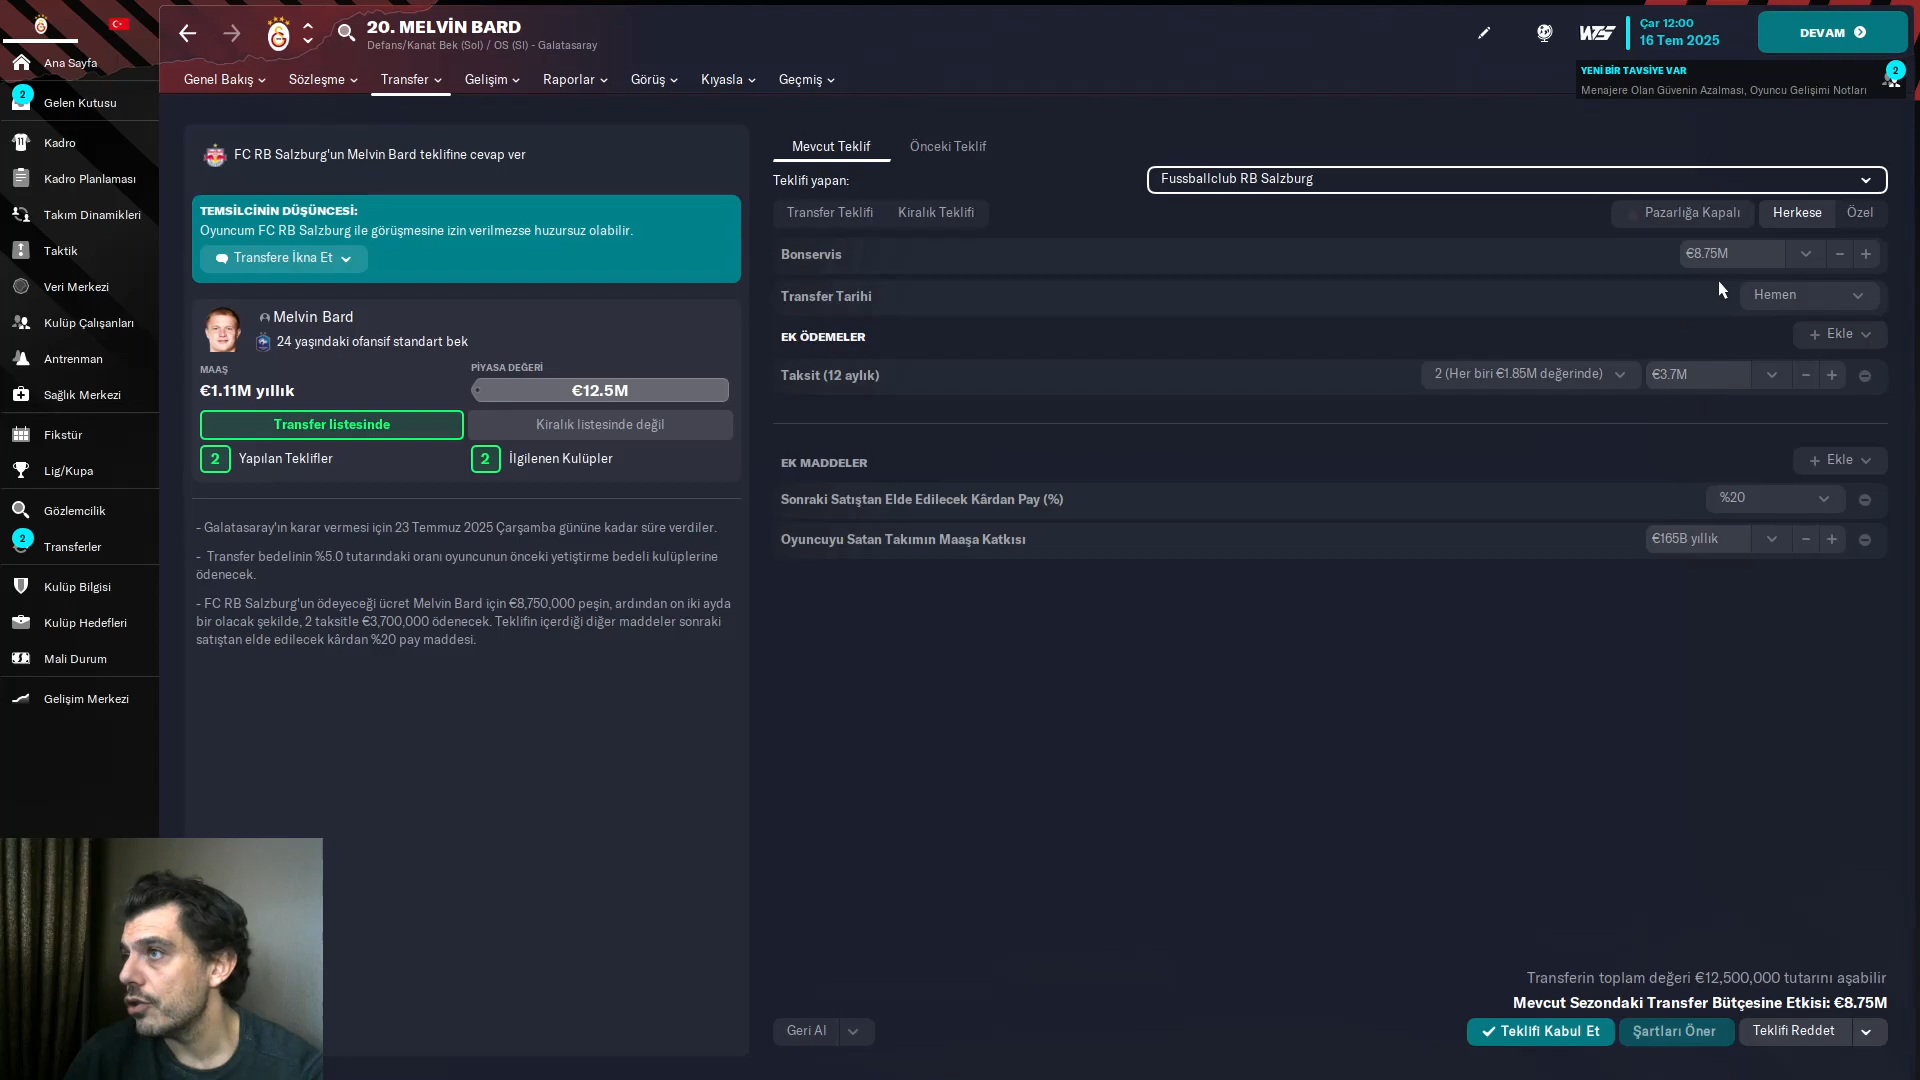 20. MELVİN BARD
Defans/Kanat Bek (Sol) / OS (Sl) - Galatasaray
Çar 12:00
16 Tem 2025
DEVAM
YENİ BİR TAVSİYE VAR
Menajere Olan Güvenin Azalması, Oyuncu Gelişimi Notları
2
Genel Bakış
Sözleşme
Transfer
Gelişim
Raporlar
Görüş
Kıyasla
Geçmiş
Ana Sayfa
2
Gelen Kutusu
Kadro
Kadro Planlaması
Takım Dinamikleri
Taktik
Veri Merkezi
Kulüp Çalışanları
Antrenman
Sağlık Merkezi
Fikstür
Lig/Kupa
Gözlemcilik
2
Transferler
Kulüp Bilgisi
Kulüp Hedefleri
Mali Durum
Gelişim Merkezi
FC RB Salzburg'un Melvin Bard teklifine cevap ver
TEMSİLCİNİN DÜŞÜNCESİ:
Oyuncum FC RB Salzburg ile görüşmesine izin verilmezse huzursuz olabilir.
Transfere İkna Et
Melvin Bard
24 yaşındaki ofansif standart bek
MAAŞ
€1.11M yıllık
PİYASA DEĞERİ
€12.5M
Transfer listesinde
Kiralık listesinde değil
2 Yapılan Teklifler
2 İlgilenen Kulüpler
- Galatasaray'ın karar vermesi için 23 Temmuz 2025 Çarşamba gününe kadar süre verdiler.
- Transfer bedelinin %5.0 tutarındaki oranı oyuncunun önceki yetiştirme bedeli kulüplerine
ödenecek.
- FC RB Salzburg'un ödeyeceği ücret Melvin Bard için €8,750,000 peşin, ardından on iki ayda
bir olacak şekilde, 2 taksitle €3,700,000 ödenecek. Teklifin içerdiği diğer maddeler sonraki
satıştan elde edilecek kârdan %20 pay maddesi.
Mevcut Teklif
Önceki Teklif
Teklifi yapan:
Fussballclub RB Salzburg
Transfer Teklifi
Kiralık Teklifi
Pazarlığa Kapalı
Herkese
Özel
Bonservis
€8.75M
Transfer Tarihi
Hemen
EK ÖDEMELER
Ekle
Taksit (12 aylık)
2 (Her biri €1.85M değerinde)
€3.7M
EK MADDELER
Ekle
Sonraki Satıştan Elde Edilecek Kârdan Pay (%)
%20
Oyuncuyu Satan Takımın Maaşa Katkısı
€165B yıllık
Transferin toplam değeri €12,500,000 tutarını aşabilir
Mevcut Sezondaki Transfer Bütçesine Etkisi: €8.75M
Geri Al
Teklifi Kabul Et
Şartları Öner
Teklifi Reddet